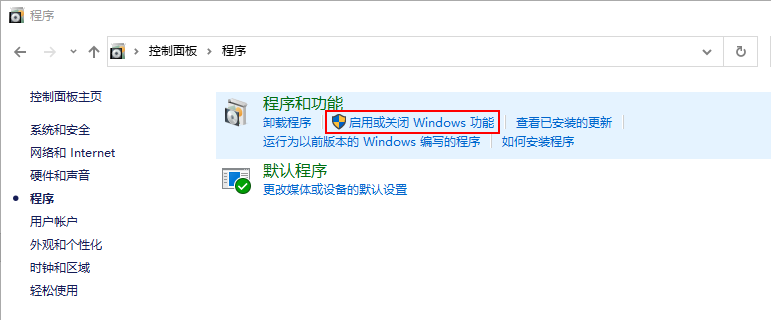 程序
控制面板 程序
控制面板主页
系统和安全
网络和 Internet
硬件和声音
程序
用户帐户
外观和个性化
时钟和区域
轻松使用
程序和功能
卸载程序 启用或关闭 Windows 功能 查看已安装的更新
运行为以前版本的 Windows 编写的程序 如何安装程序
默认程序
更改媒体或设备的默认设置